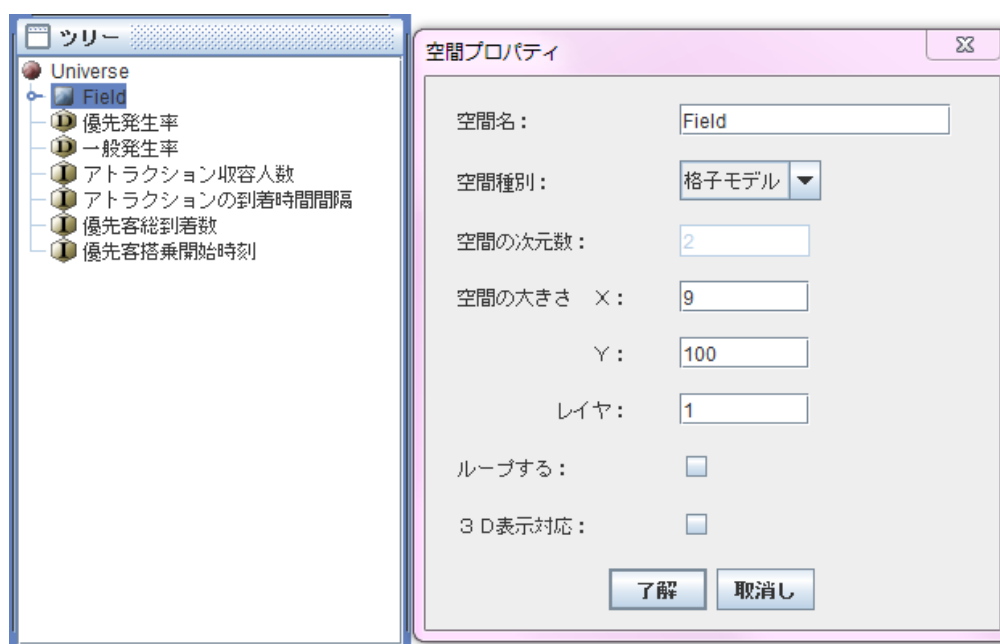 ツリー
Universe
Field
D 優先発生率
D 一般発生率
I アトラクション収容人数
I アトラクションの到着時間間隔
I 優先客総到着数
I 優先客搭乗開始時刻
空間プロパティ
空間名: Field
空間種別: 格子モデル
空間の次元数: 2
空間の大きさ X: 9
Y: 100
レイヤ: 1
ループする:
3D表示対応:
了解 取消し